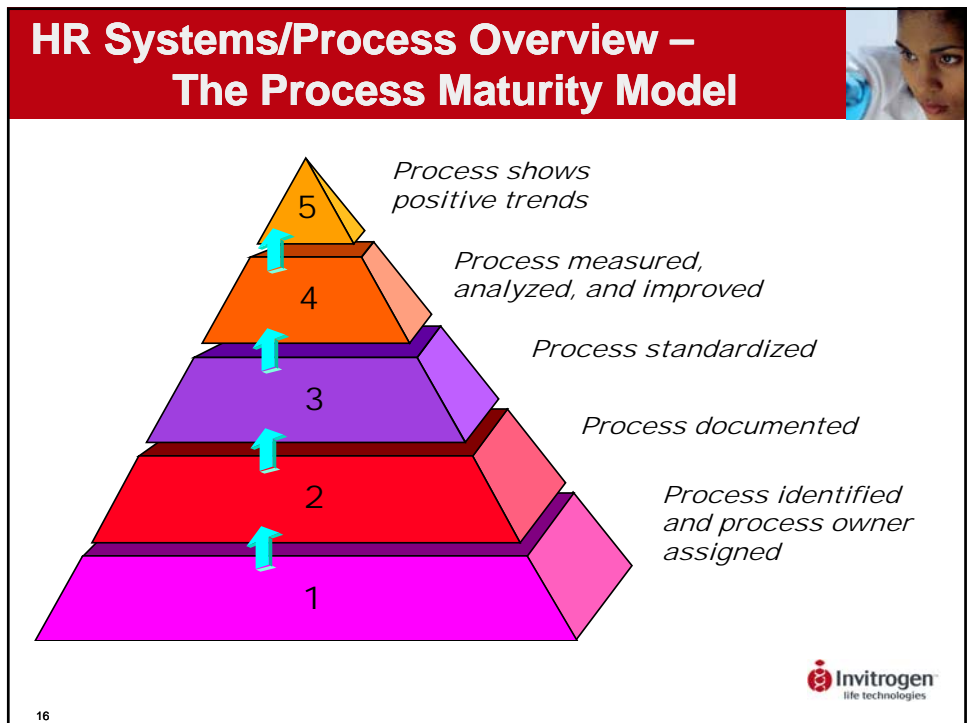 HR Systems/Process Overview –
The Process Maturity Model
5
Process shows
positive trends
4
Process measured,
analyzed, and improved
3
Process standardized
2
Process documented
1
Process identified
and process owner
assigned
Invitrogen
life technologies
16